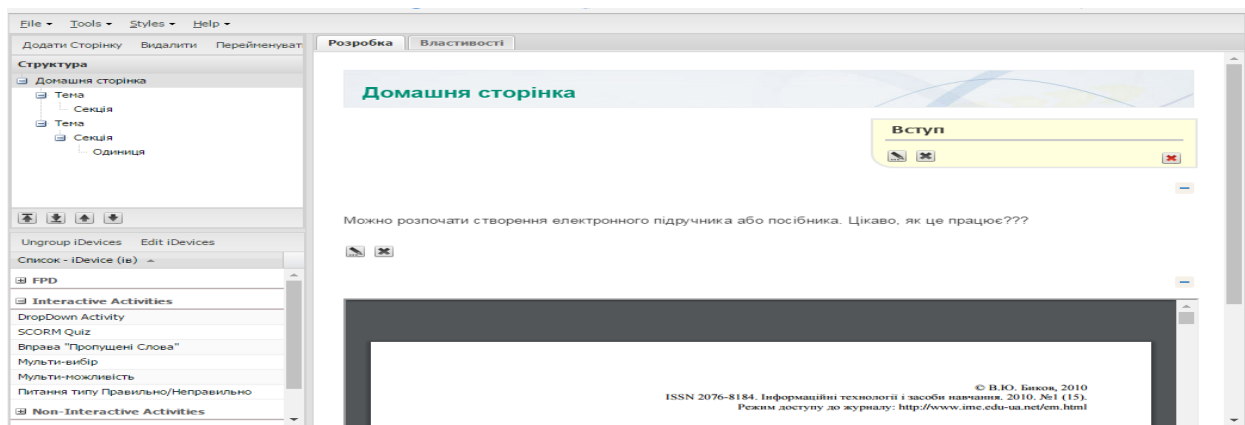 File Tools Styles Help
Додати Сторінку Видалити Перейменуват
Структура
Домашня сторінка
Тема
Секція
Тема
Секція
Одиниця
Ungroup iDevices Edit iDevices
Список - iDevice (ів)
FPD
Interactive Activities
DropDown Activity
SCORM Quiz
Вправа "Пропущені Слова"
Мульти-вибір
Мульти-можливість
Питання типу Правильно/Неправильно
Non-Interactive Activities
Розробка Властивості
Домашня сторінка
Вступ
Можно розпочати створення електронного підручника або посібника. Цікаво, як це працює???
© В.Ю. Биков, 2010
ISSN 2076-8184. Інформаційні технології і засоби навчання. 2010. №1 (15).
Режим доступу до журналу: http://www.ime.edu-ua.net/em.html